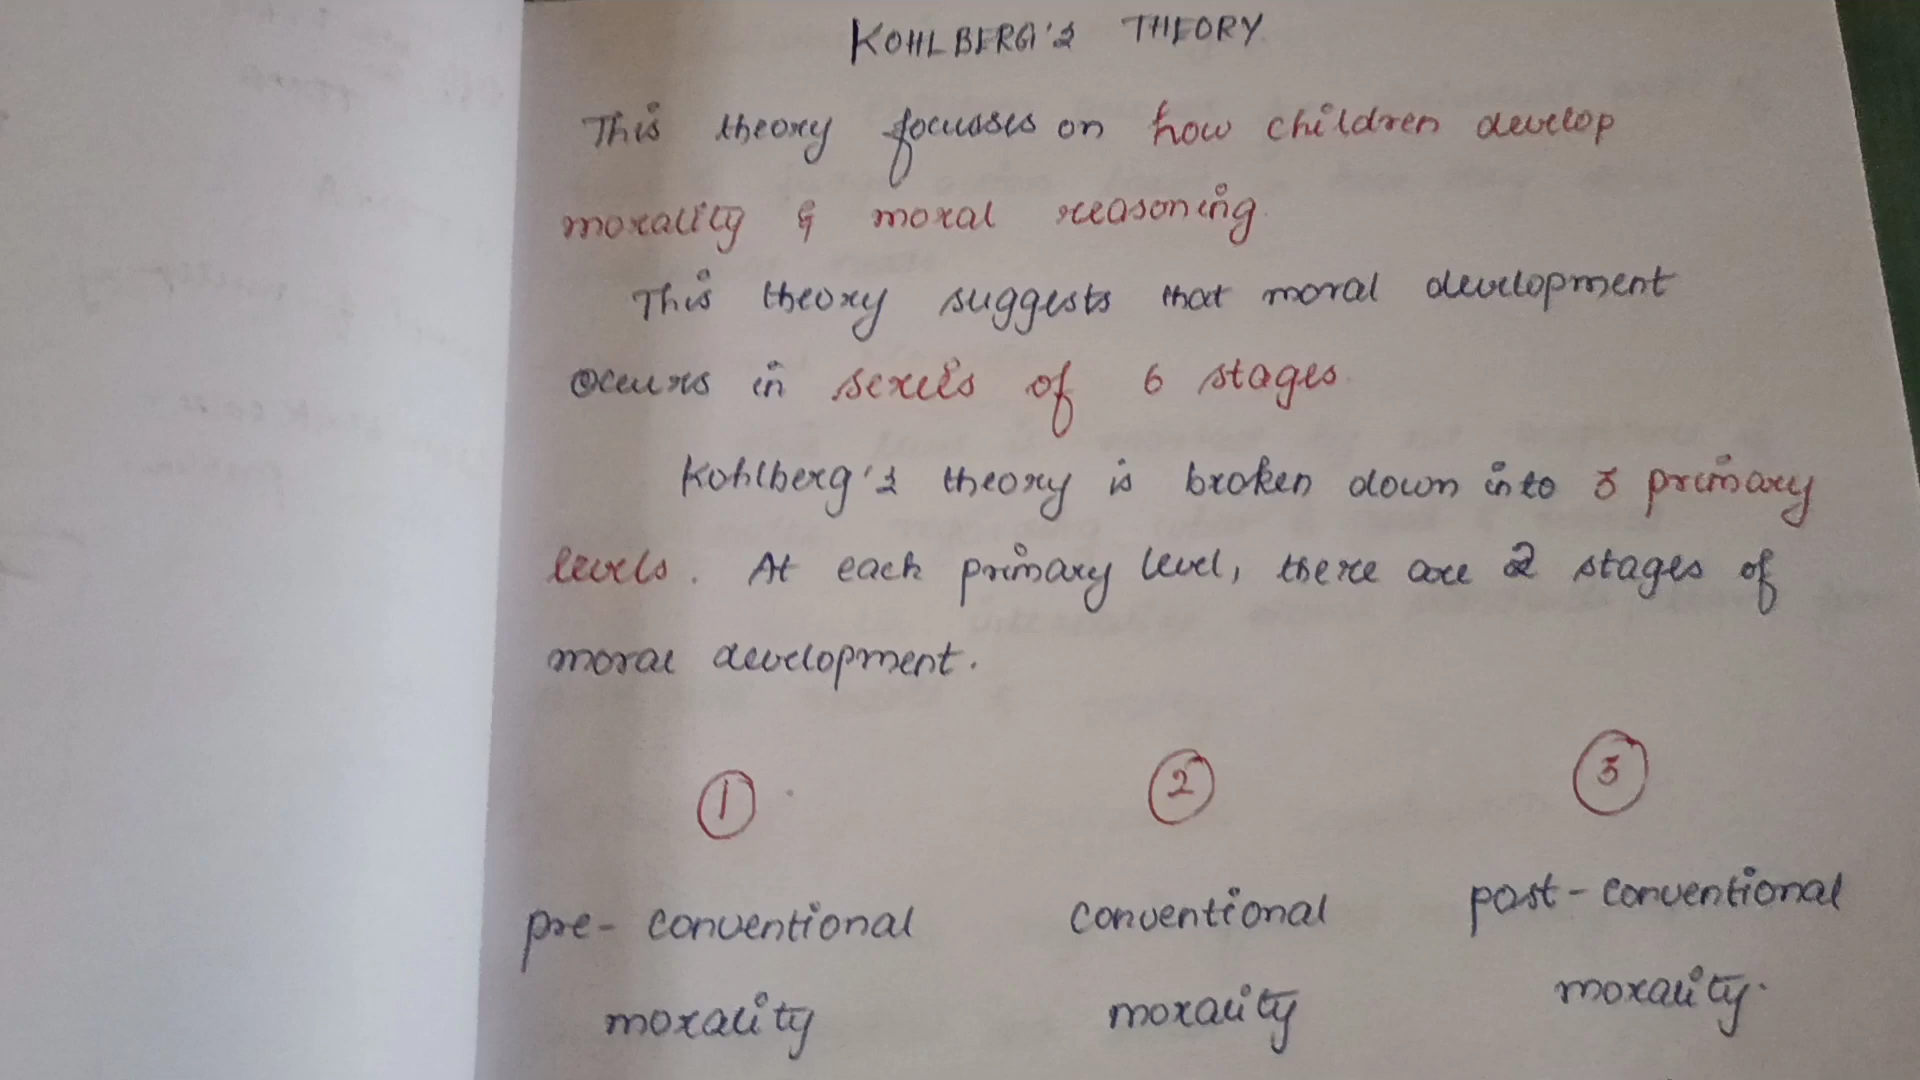 KOHLBERG'S THEORY.
This theory focusses on how children develop
morality & moral reasoning.
This theory suggests that moral development
occurs in series of 6 stages.
Kohlberg's theory is broken down into 3 primary
levels. At each primary level, there are 2 stages of
moral development.
1 2 3
pre-conventional conventional post-conventional
morality morality morality.